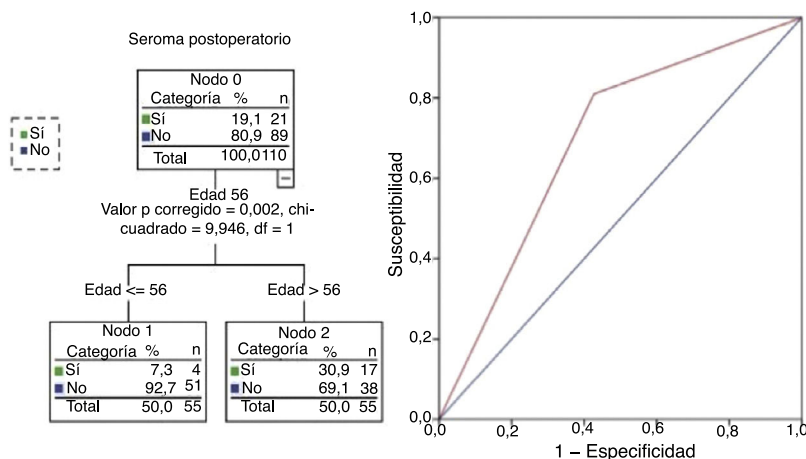 Seroma postoperatorio
Sí
No
Nodo 0
Categoría % n
Sí 19,1 21
No 80,9 89
Total 100,0110
Edad 56
Valor p corregido = 0,002, chi-
cuadrado = 9,946, df = 1
Edad <= 56
Edad > 56
Nodo 1
Categoría % n
Sí 7,3 4
No 92,7 51
Total 50,0 55
Nodo 2
Categoría % n
Sí 30,9 17
No 69,1 38
Total 50,0 55
Susceptibilidad
1,0
0,8
0,6
0,4
0,2
0,0
0,0 0,2 0,4 0,6 0,8 1,0
1 – Especificidad